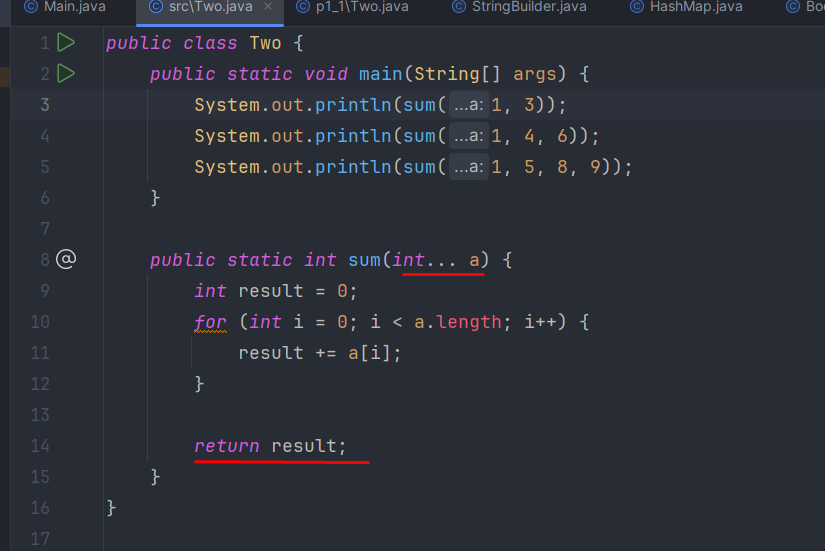 Main.java src\Two.java × p1_1\Two.java StringBuilder.java HashMap.java Bo
1 public class Two {
2 public static void main(String[] args) {
3 System.out.println(sum( ...a: 1, 3));
4 System.out.println(sum( ...a: 1, 4, 6));
5 System.out.println(sum( ...a: 1, 5, 8, 9));
6 }
7
8 @ public static int sum(int... a) {
9 int result = 0;
10 for (int i = 0; i < a.length; i++) {
11 result += a[i];
12 }
13
14 return result;
15 }
16 }
17